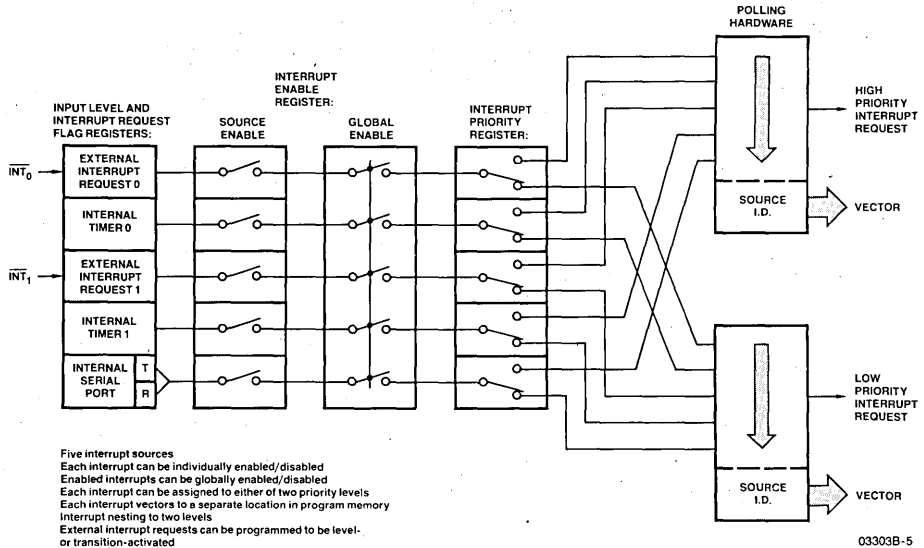 POLLING
HARDWARE
INTERRUPT
ENABLE
REGISTER:
HIGH
PRIORITY
INTERRUPT
REQUEST
INPUT LEVEL AND
INTERRUPT REQUEST
FLAG REGISTERS:
SOURCE
ENABLE
GLOBAL
ENABLE
INTERRUPT
PRIORITY
REGISTER:
INT0
EXTERNAL
INTERRUPT
REQUEST 0
INTERNAL
TIMER 0
INT1
EXTERNAL
INTERRUPT
REQUEST 1
INTERNAL
TIMER 1
INTERNAL
SERIAL
PORT
T
R
SOURCE
I.D.
VECTOR
LOW
PRIORITY
INTERRUPT
REQUEST
SOURCE
I.D.
VECTOR
Five interrupt sources
Each interrupt can be individually enabled/disabled
Enabled interrupts can be globally enabled/disabled
Each interrupt can be assigned to either of two priority levels
Each interrupt vectors to a separate location in program memory
Interrupt nesting to two levels
External interrupt requests can be programmed to be level-
or transition-activated
03303B-5